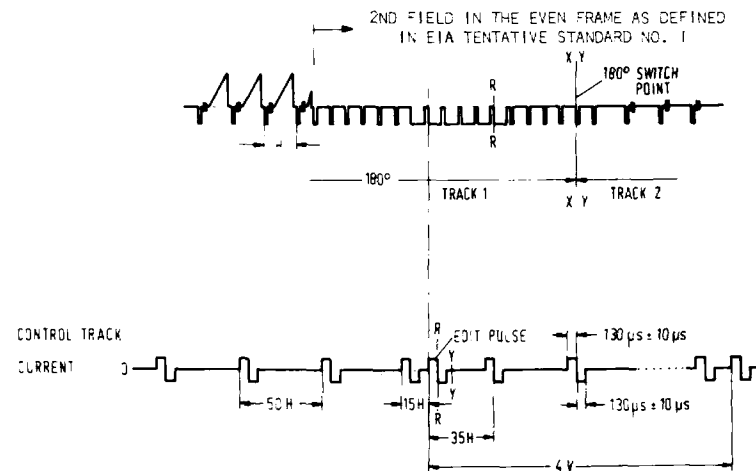 2ND FIELD IN THE EVEN FRAME AS DEFINED
IN EIA TENTATIVE STANDARD NO. 1
X Y
180° SWITCH
POINT
R
R
H
180°
TRACK 1
X Y
TRACK 2
CONTROL TRACK
CURRENT
0
R
EDIT PULSE
Y
Y
R
130 µs ± 10 µs
50 H
15H
130 µs ± 10 µs
35H
4 V